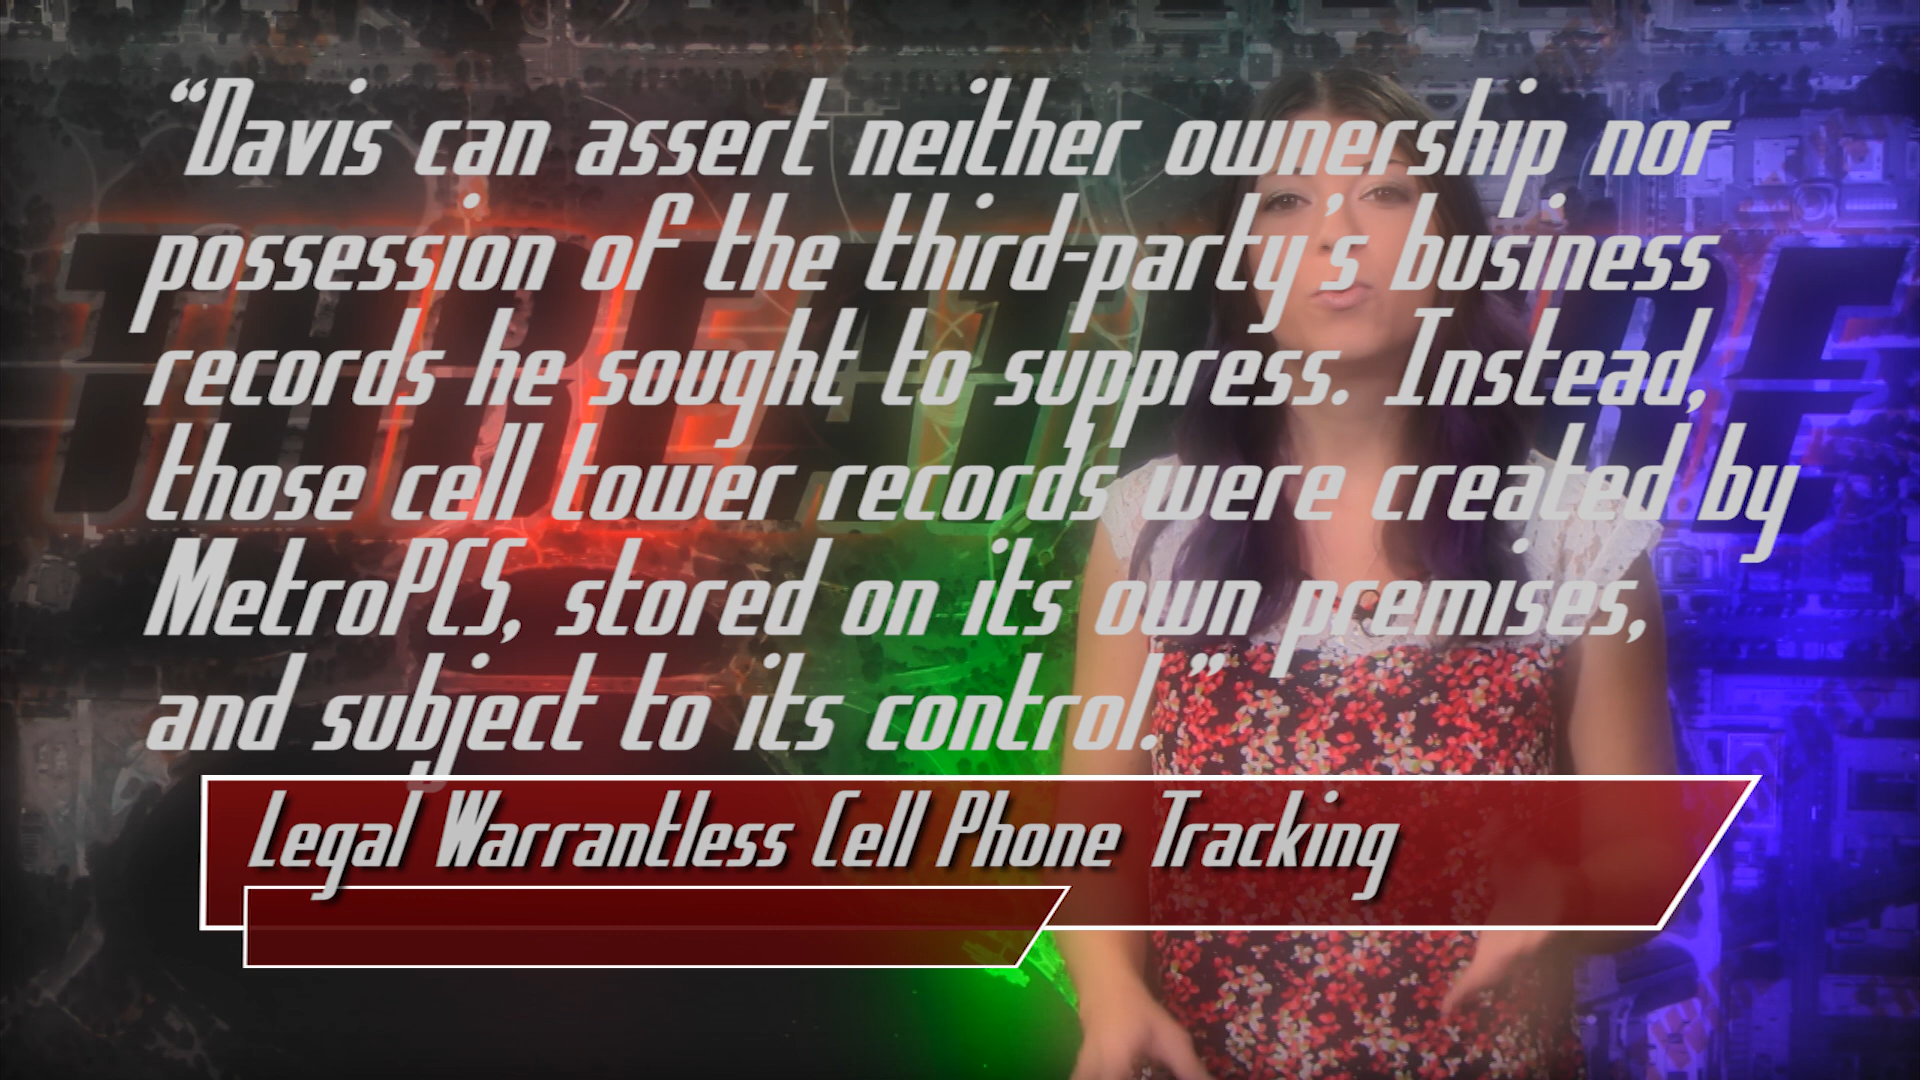 “Davis can assert neither ownership nor
possession of the third-party’s business
records he sought to suppress. Instead,
those cell tower records were created by
MetroPCS, stored on its own premises,
and subject to its control.”
Legal Warrantless Cell Phone Tracking